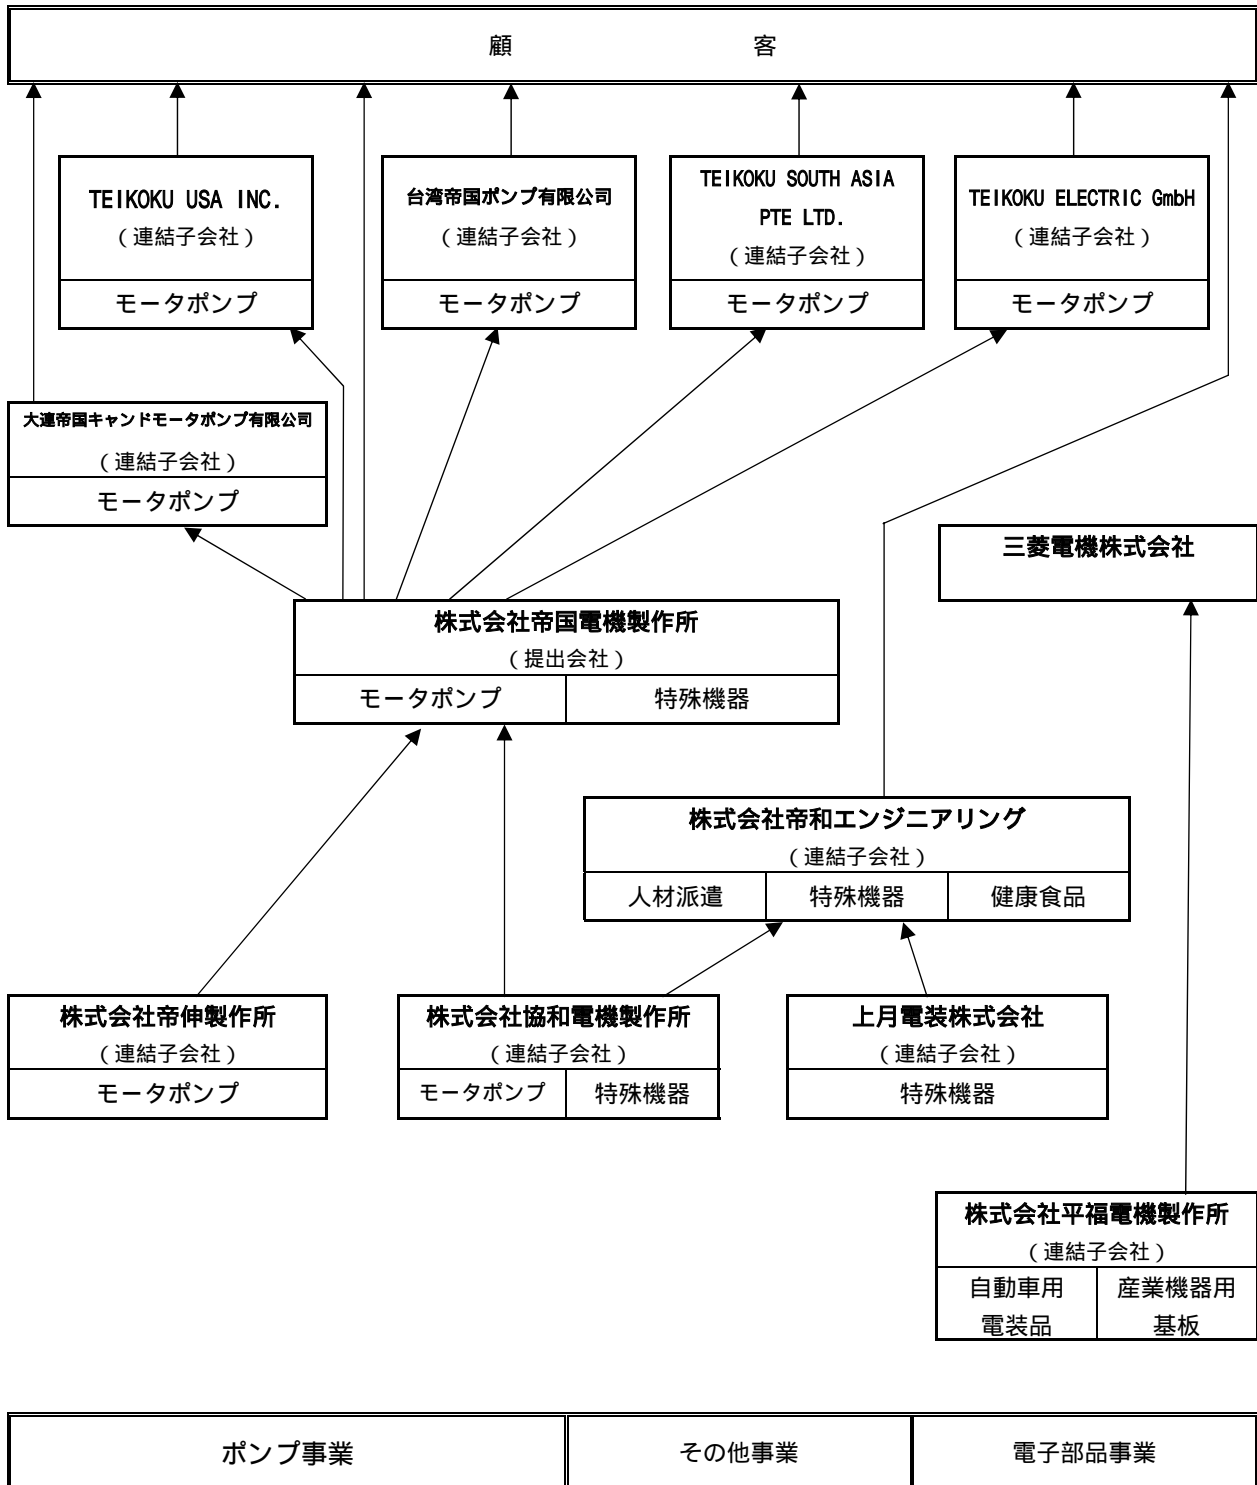 顧 客
TEIKOKU USA INC.
（連結子会社）
モータポンプ
台湾帝国ポンプ有限公司
（連結子会社）
モータポンプ
TEIKOKU SOUTH ASIA
PTE LTD.
（連結子会社）
モータポンプ
TEIKOKU ELECTRIC GmbH
（連結子会社）
モータポンプ
大連帝国キャンドモータポンプ有限公司
（連結子会社）
モータポンプ
三菱電機株式会社
株式会社帝国電機製作所
（提出会社）
モータポンプ 特殊機器
株式会社帝和エンジニアリング
（連結子会社）
人材派遣 特殊機器 健康食品
株式会社帝伸製作所
（連結子会社）
モータポンプ
株式会社協和電機製作所
（連結子会社）
モータポンプ 特殊機器
上月電装株式会社
（連結子会社）
特殊機器
株式会社平福電機製作所
（連結子会社）
自動車用
電装品
産業機器用
基板
ポンプ事業 その他事業 電子部品事業